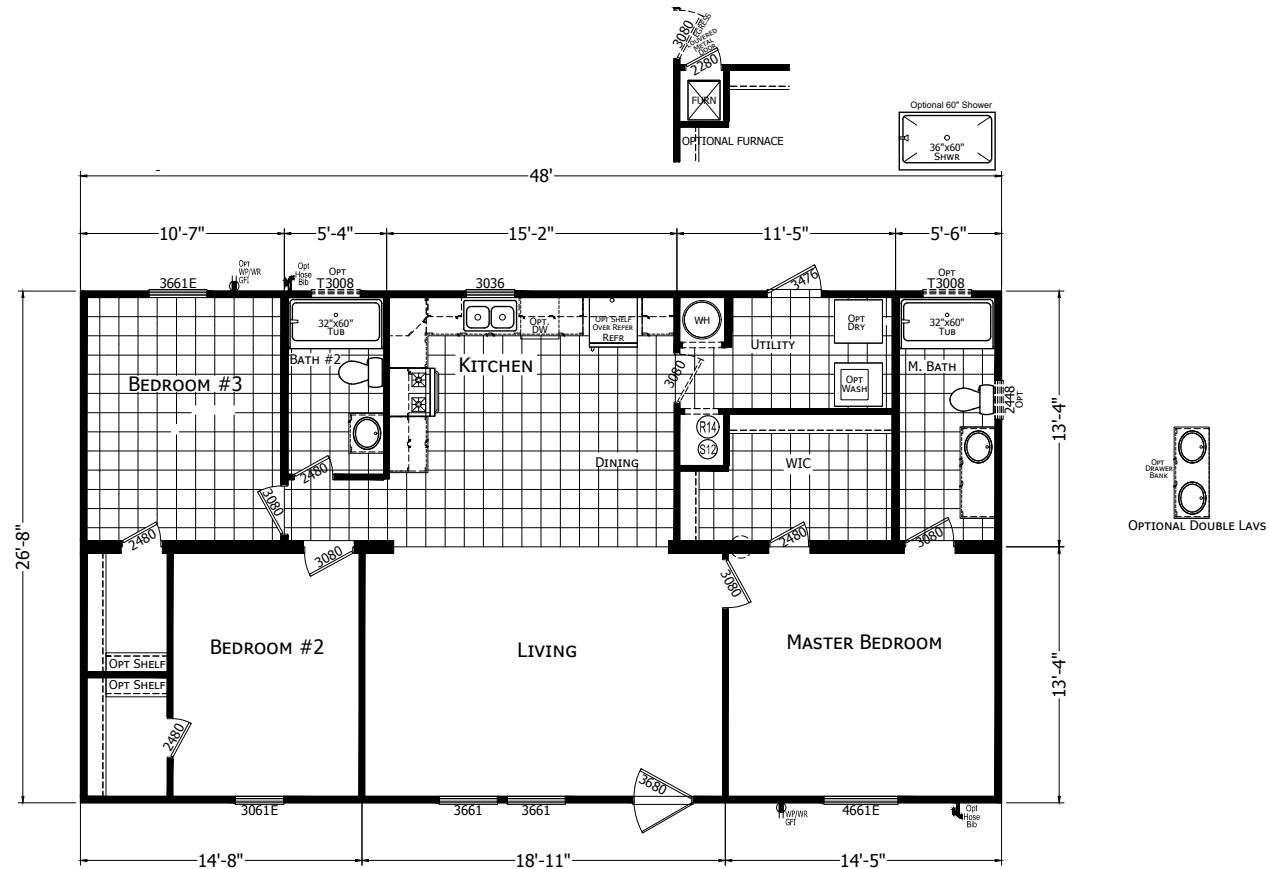 3080
EGRESS
LOUVERED
METAL
DOOR
2280
FURN
OPTIONAL FURNACE
Optional 60" Shower
36"x60"
SHWR
48'
10'-7"
5'-4"
15'-2"
11'-5"
5'-6"
3661E
OPT
WP/WR
GFI
Opt
Hose
Bib
OPT
T3008
3036
3476
OPT
T3008
32"x60"
TUB
BATH #2
BEDROOM #3
KITCHEN
OPT.
DW
OPT SHELF
OVER REFER
REFR
WH
3080
UTILITY
OPT
DRY
OPT
WASH
32"x60"
TUB
M. BATH
2448
OPT
13'-4"
R14
S12
DINING
WIC
2480
3080
2480
3080
2480
3080
3080
OPT
DRAWER
BANK
OPTIONAL DOUBLE LAVS
26'-8"
BEDROOM #2
LIVING
MASTER BEDROOM
OPT SHELF
OPT SHELF
2480
13'-4"
3680
3061E
3661
3661
WP/WR
GFI
4661E
Opt
Hose
Bib
14'-8"
18'-11"
14'-5"